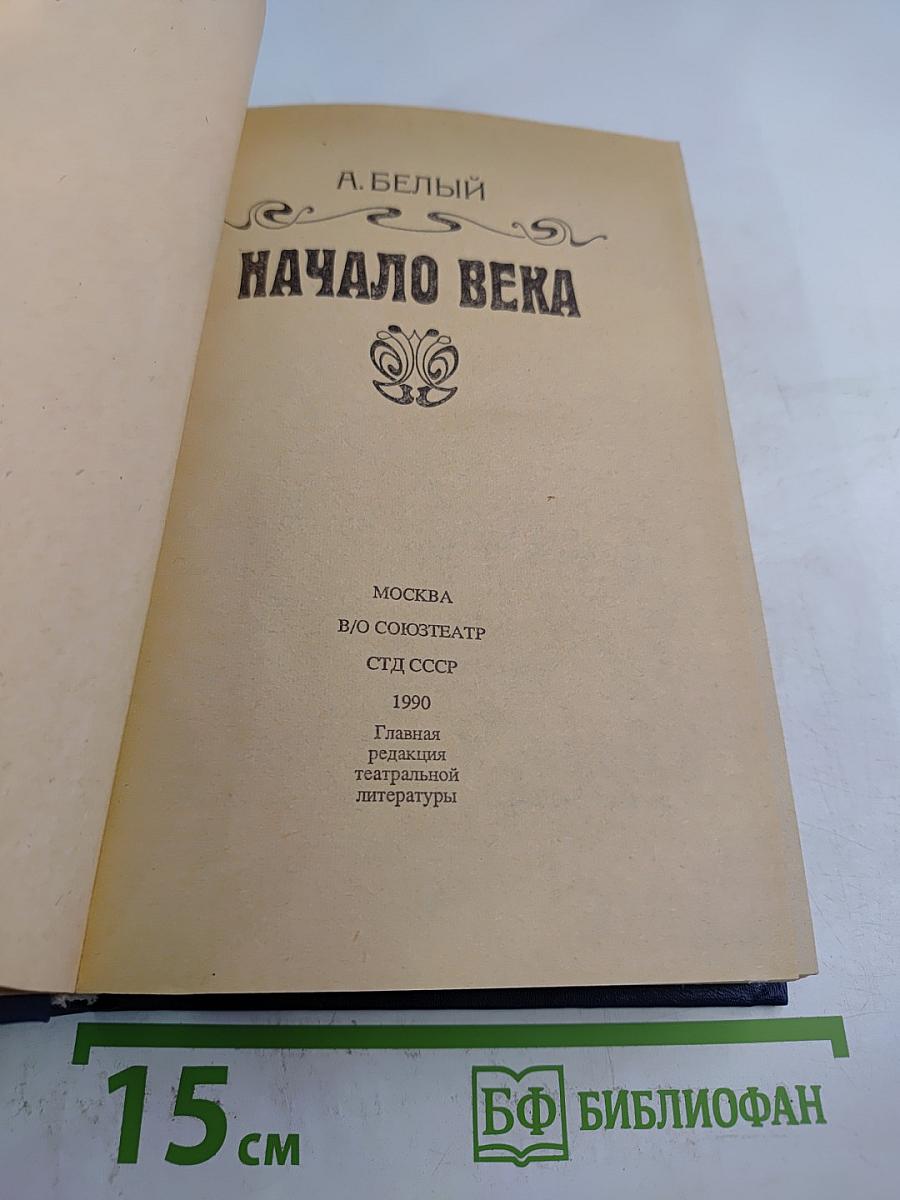 А. БЕЛЫЙ
НАЧАЛО ВЕКА
МОСКВА
В/О СОЮЗТЕАТР
СТД СССР
1990
Главная
редакция
театральной
литературы
15 см
БФ БИБЛИОФАН